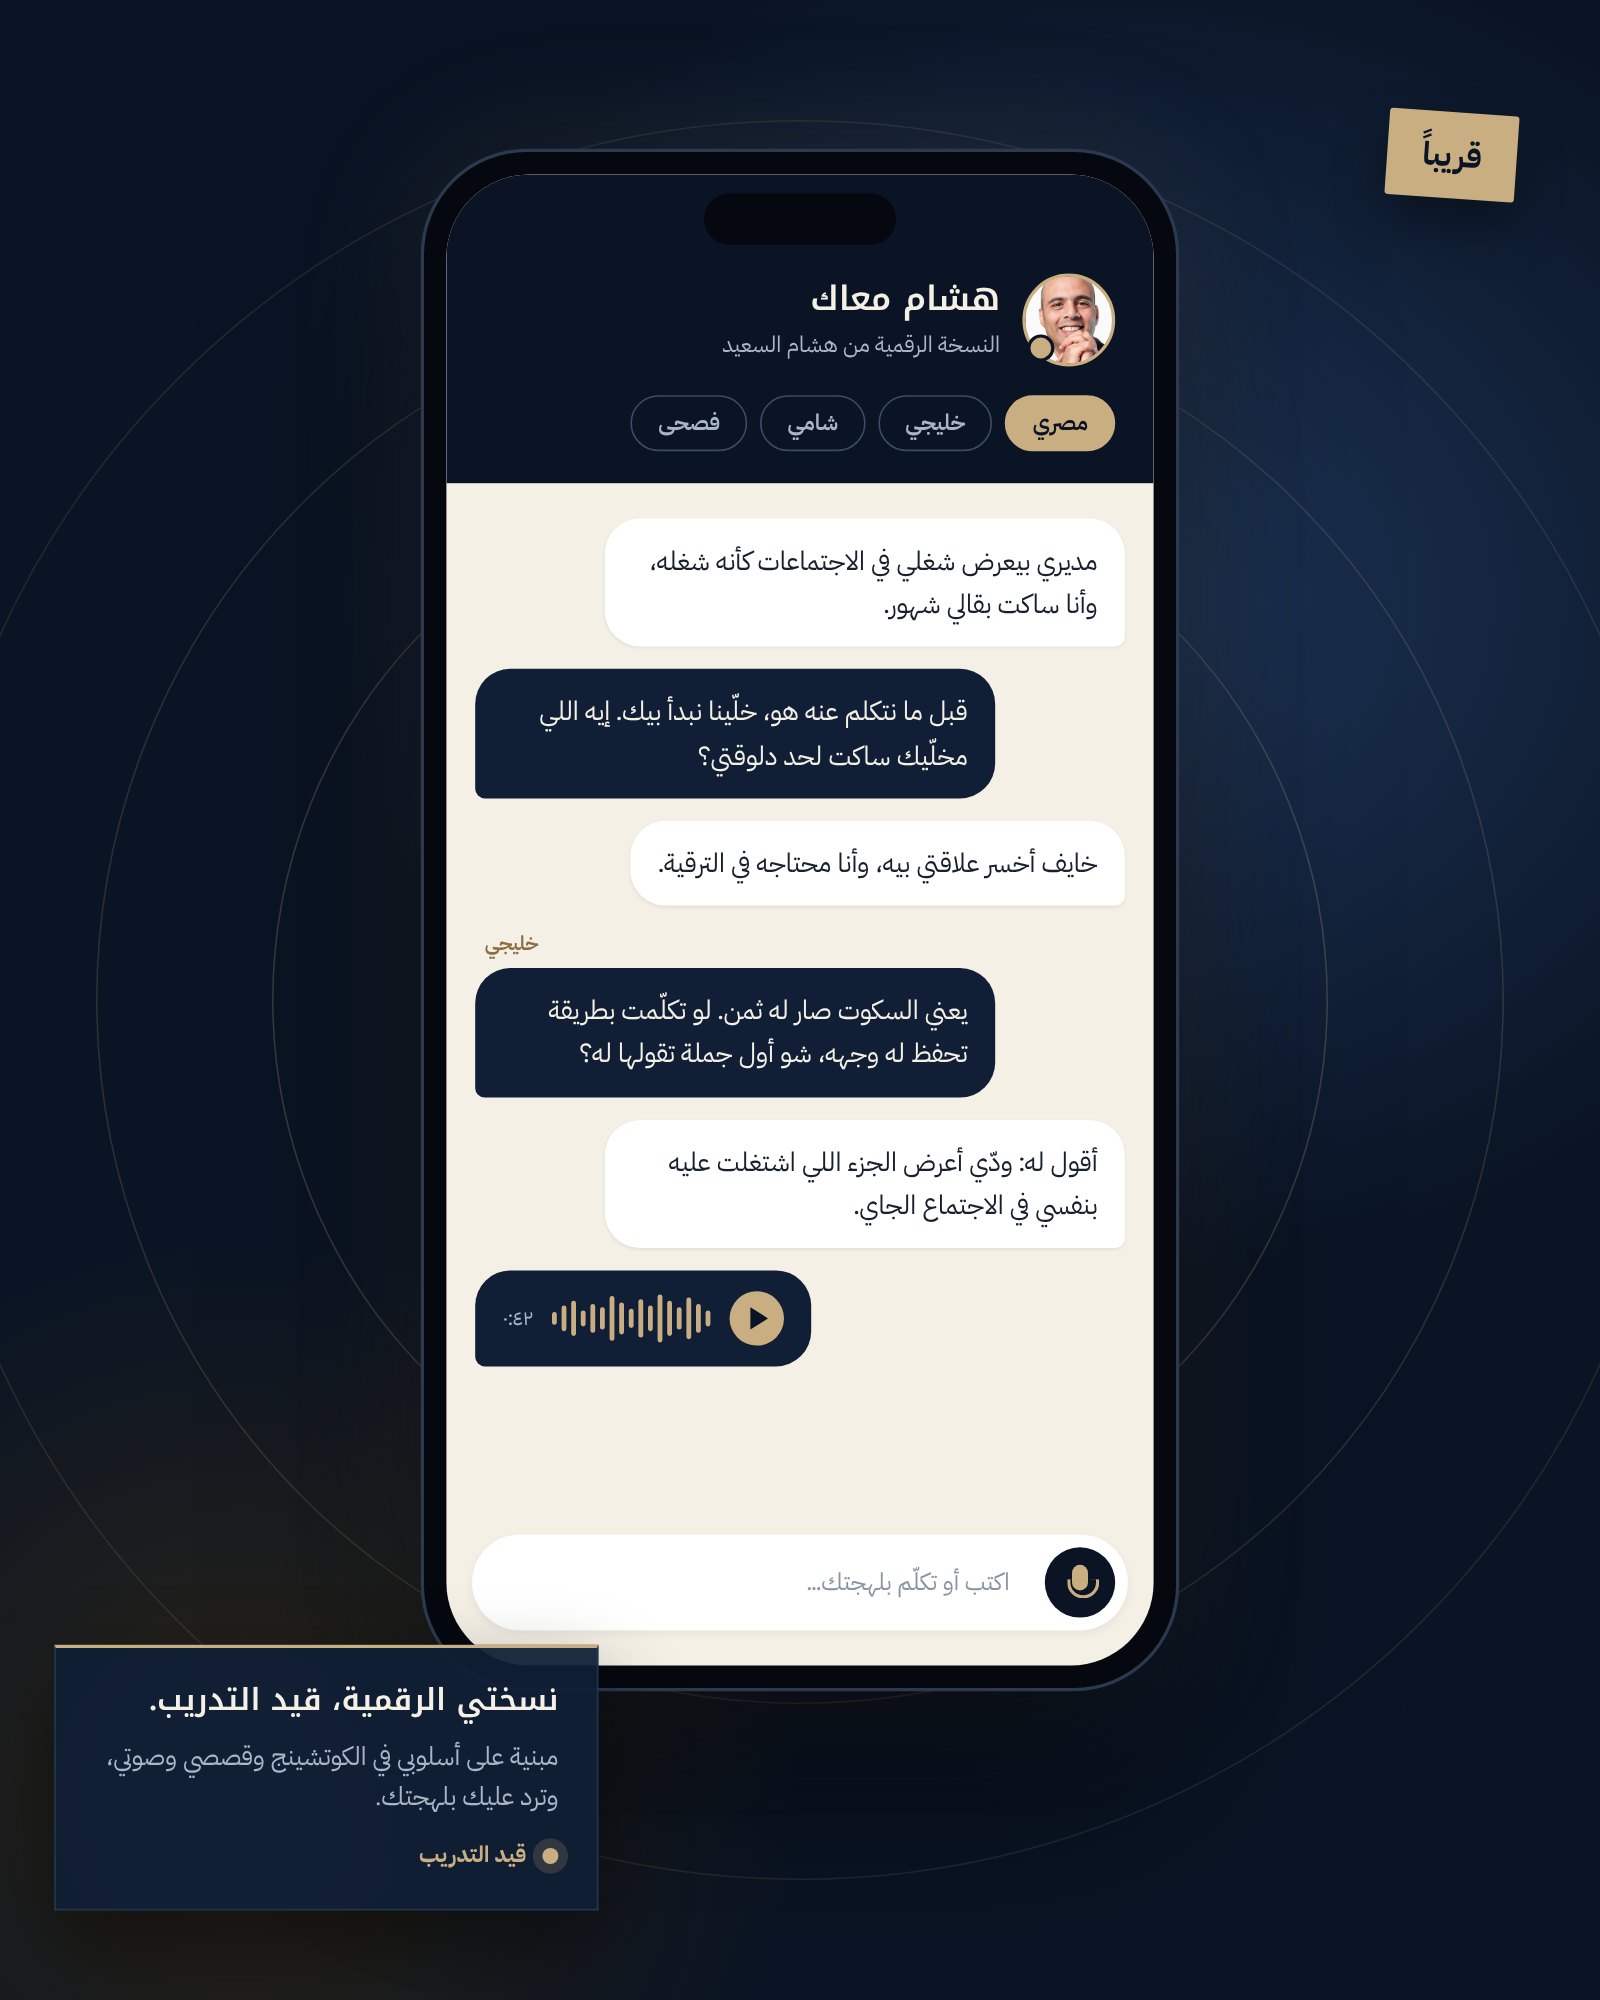 قريباً
هشام معاك
النسخة الرقمية من هشام السعيد
مصري
خليجي
شامي
فصحى
مديري بيعرض شغلي في الاجتماعات كأنه شغله،
وأنا ساكت بقالي شهور.
قبل ما نتكلم عنه هو، خلّينا نبدأ بيك. إيه اللي
مخلّيك ساكت لحد دلوقتي؟
خايف أخسر علاقتي بيه، وأنا محتاجه في الترقية.
خليجي
يعني السكوت صار له ثمن. لو تكلّمت بطريقة
تحفظ له وجهه، شو أول جملة تقولها له؟
أقول له: ودّي أعرض الجزء اللي اشتغلت عليه
بنفسي في الاجتماع الجاي.
٠:٤٢
اكتب أو تكلّم بلهجتك...
نسختي الرقمية، قيد التدريب.
مبنية على أسلوبي في الكوتشينج وقصصي وصوتي،
وترد عليك بلهجتك.
قيد التدريب